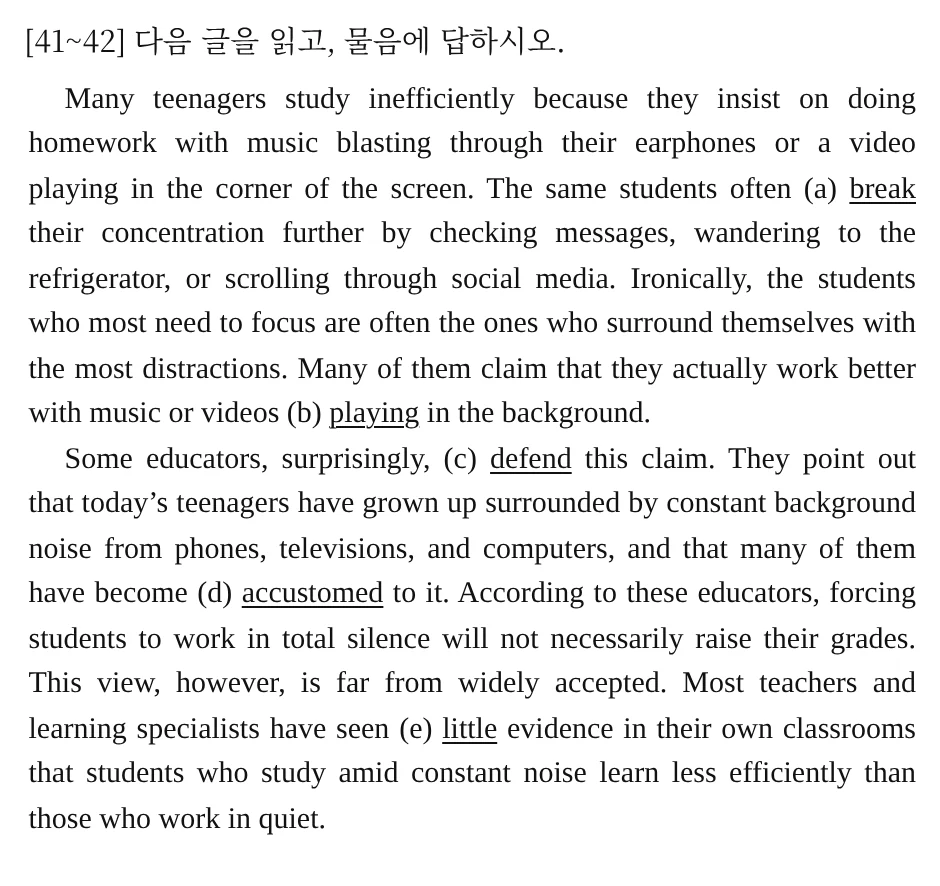 [41~42] 다음 글을 읽고, 물음에 답하시오.
Many teenagers study inefficiently because they insist on doing
homework with music blasting through their earphones or a video
playing in the corner of the screen. The same students often (a) break
their concentration further by checking messages, wandering to the
refrigerator, or scrolling through social media. Ironically, the students
who most need to focus are often the ones who surround themselves with
the most distractions. Many of them claim that they actually work better
with music or videos (b) playing in the background.
Some educators, surprisingly, (c) defend this claim. They point out
that today’s teenagers have grown up surrounded by constant background
noise from phones, televisions, and computers, and that many of them
have become (d) accustomed to it. According to these educators, forcing
students to work in total silence will not necessarily raise their grades.
This view, however, is far from widely accepted. Most teachers and
learning specialists have seen (e) little evidence in their own classrooms
that students who study amid constant noise learn less efficiently than
those who work in quiet.